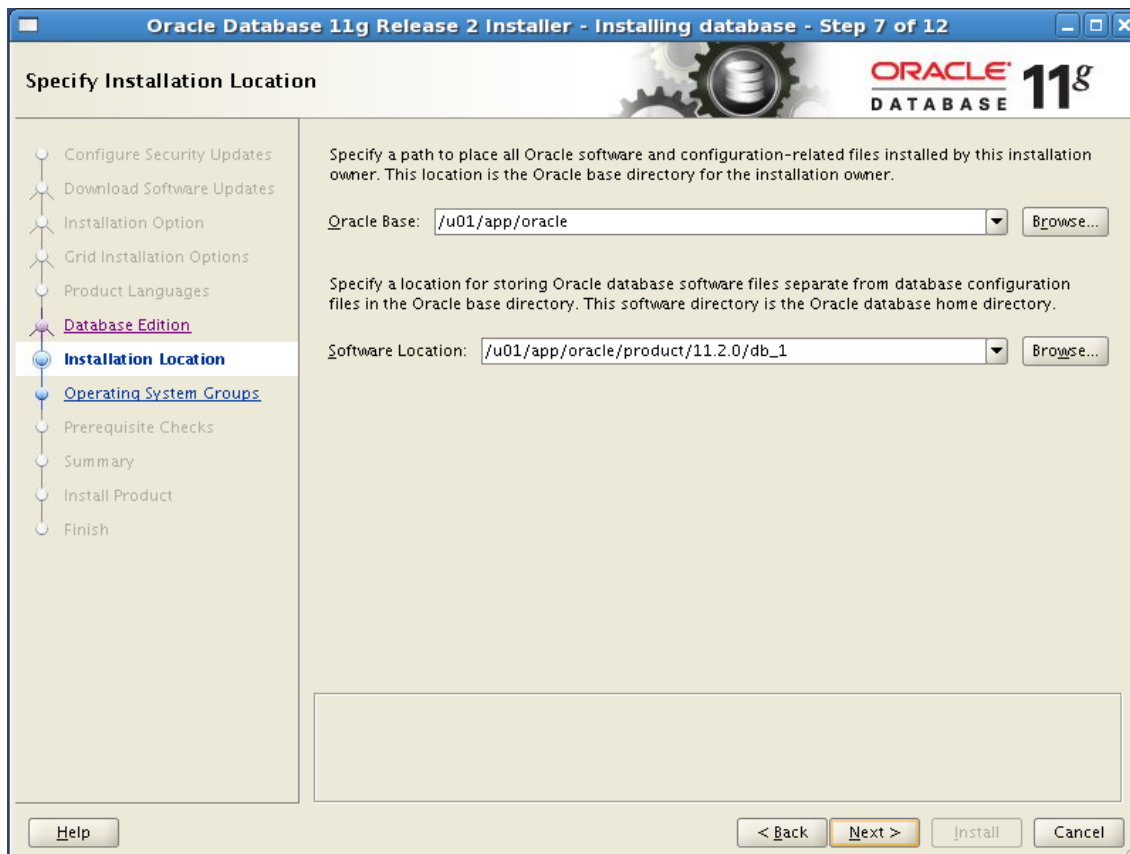 Oracle Database 11g Release 2 Installer - Installing database - Step 7 of 12
Specify Installation Location
ORACLE
DATABASE
11g
Configure Security Updates
Download Software Updates
Installation Option
Grid Installation Options
Product Languages
Database Edition
Installation Location
Operating System Groups
Prerequisite Checks
Summary
Install Product
Finish
Specify a path to place all Oracle software and configuration-related files installed by this installation
owner. This location is the Oracle base directory for the installation owner.
Oracle Base: /u01/app/oracle Browse...
Specify a location for storing Oracle database software files separate from database configuration
files in the Oracle base directory. This software directory is the Oracle database home directory.
Software Location: /u01/app/oracle/product/11.2.0/db_1 Browse...
Help < Back Next > Install Cancel